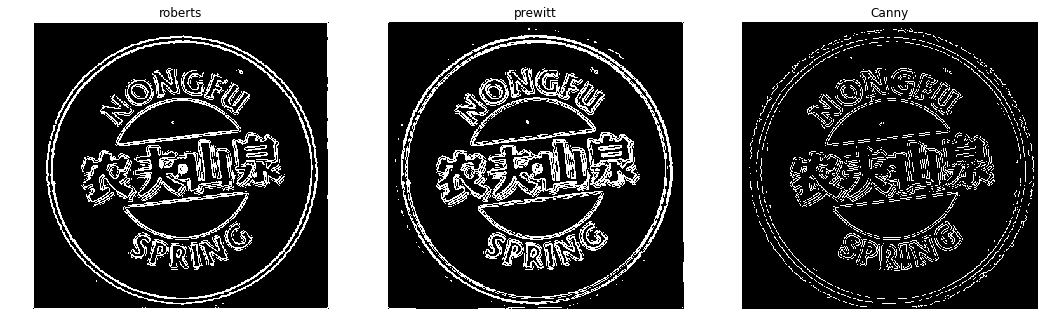 roberts
NONGFU
农夫山泉
SPRING
prewitt
NONGFU
农夫山泉
SPRING
Canny
NONGFU
农夫山泉
SPRING